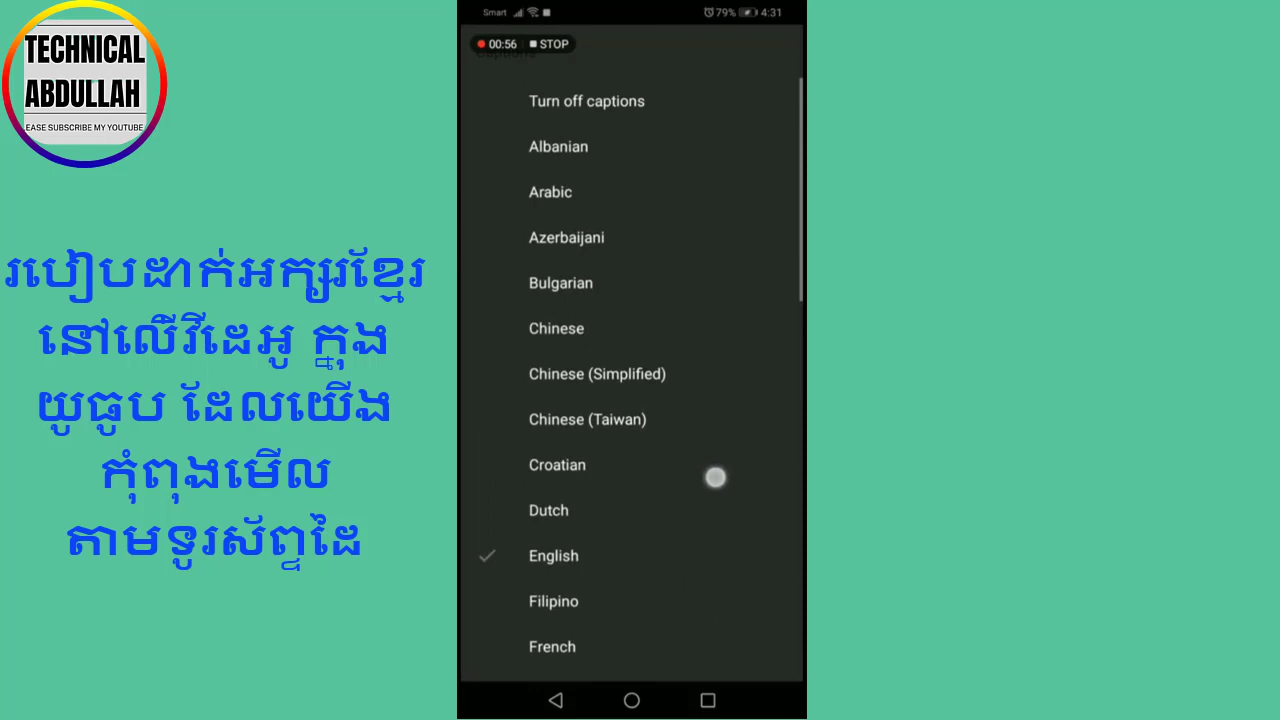 TECHNICAL
ABDULLAH
EASE SUBSCRIBE MY YOUTUBE
របៀបដាក់អក្សរខ្មែរ
នៅលើវីដេអូ ក្នុង
យូធូប ដែលយើង
កុំពុងមើល
តាមទូរស័ព្ទដៃ
Smart 79% 4:31
00:56 STOP
Captions
Turn off captions
Albanian
Arabic
Azerbaijani
Bulgarian
Chinese
Chinese (Simplified)
Chinese (Taiwan)
Croatian
Dutch
English
Filipino
French